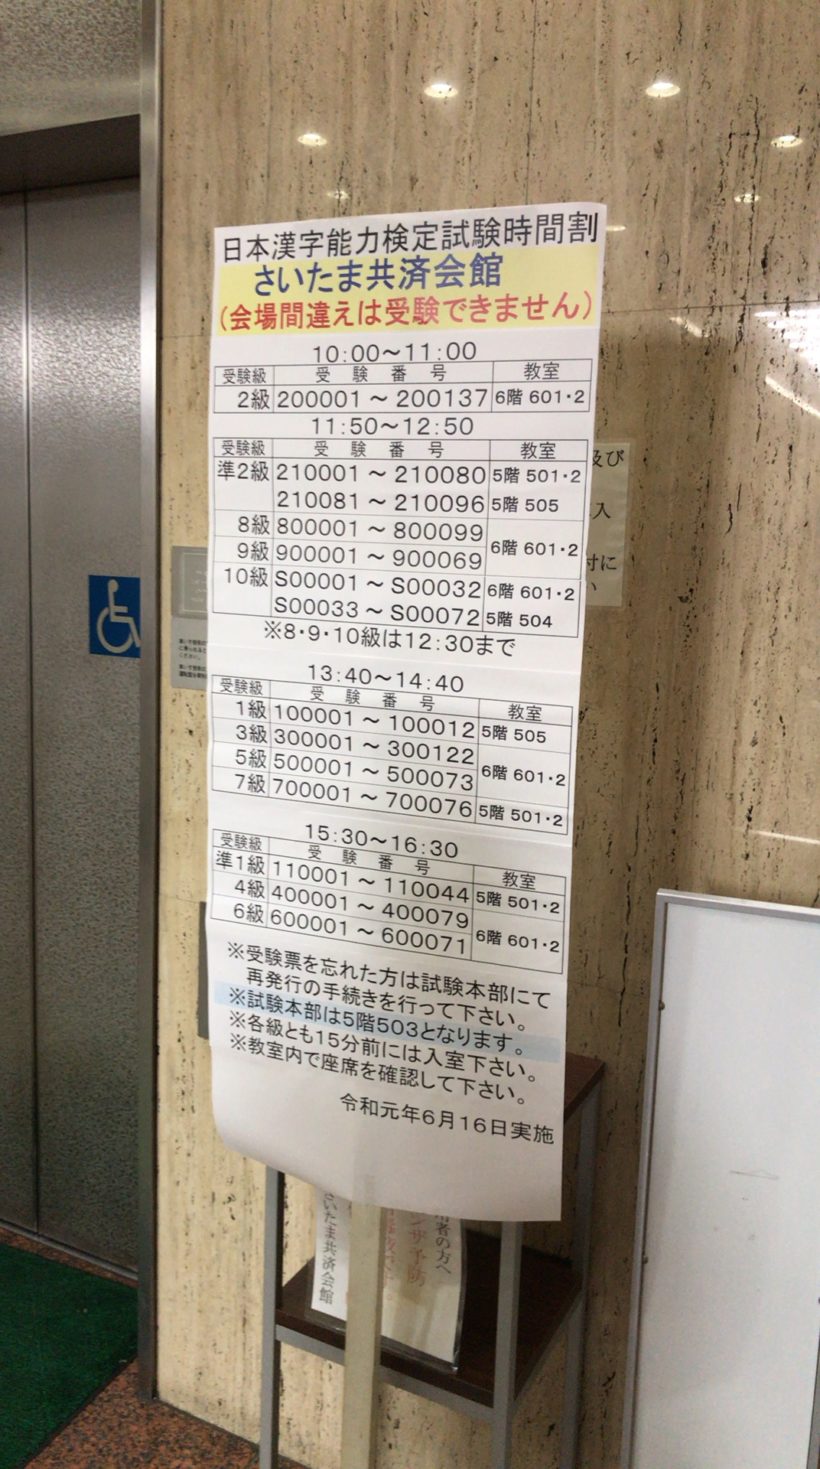 日本漢字能力検定試験時間割
さいたま共済会館
(会場間違えは受験できません)
10:00～11:00
受験級 受験番号 教室
2級 200001 ～ 200137 6階 601・2
11:50～12:50
受験級 受験番号 教室
準2級 210001 ～ 210080 5階 501・2
210081 ～ 210096 5階 505
8級 800001 ～ 800099 6階 601・2
9級 900001 ～ 900069
10級 S00001 ～ S00032 6階 601・2
S00033 ～ S00072 5階 504
※8・9・10級は12:30まで
13:40～14:40
受験級 受験番号 教室
1級 100001 ～ 100012 5階 505
3級 300001 ～ 300122 6階 601・2
5級 500001 ～ 500073
7級 700001 ～ 700076 5階 501・2
15:30～16:30
受験級 受験番号 教室
準1級 110001 ～ 110044 5階 501・2
4級 400001 ～ 400079 6階 601・2
6級 600001 ～ 600071
※受験票を忘れた方は試験本部にて
再発行の手続きを行って下さい。
※試験本部は5階503となります。
※各級とも15分前には入室下さい。
※教室内で座席を確認して下さい。
令和元年6月16日実施
及び
入
付に
い
者の方へ
ンザ予防
さいたま共済会館